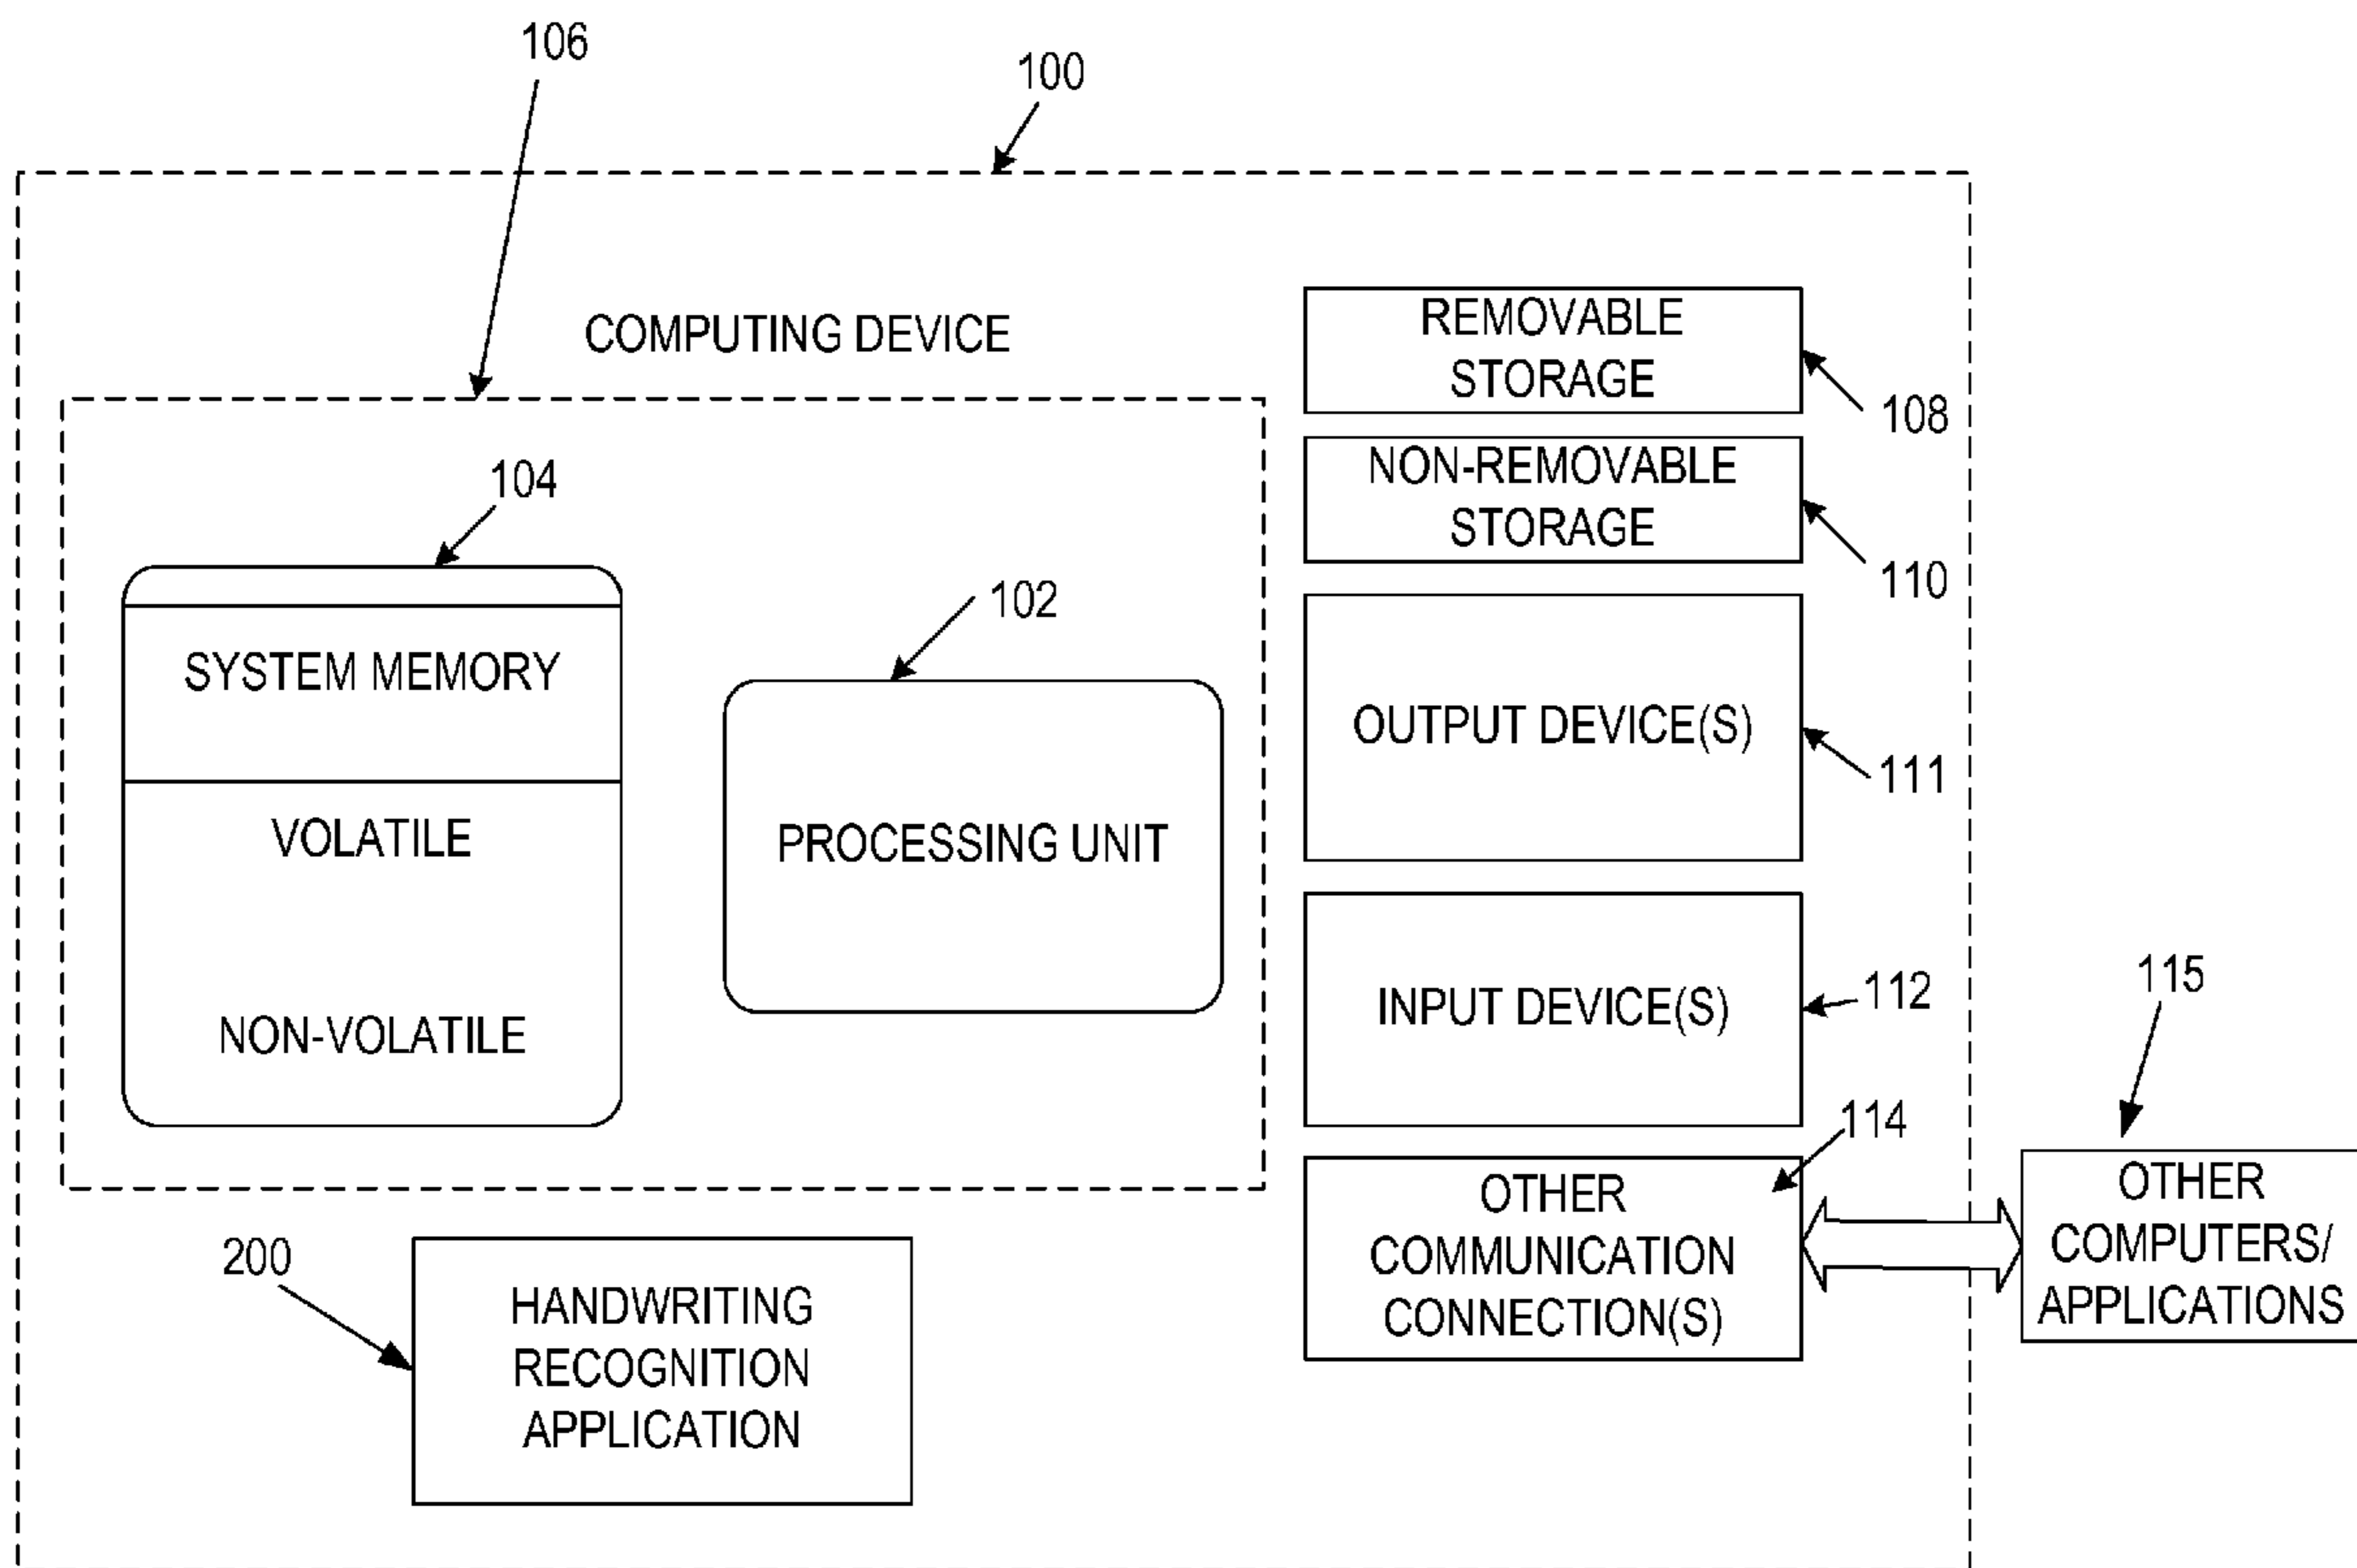 106
100
COMPUTING DEVICE
REMOVABLE
STORAGE
108
NON-REMOVABLE
STORAGE
110
104
102
SYSTEM MEMORY
VOLATILE
NON-VOLATILE
PROCESSING UNIT
OUTPUT DEVICE(S)
111
INPUT DEVICE(S)
112
115
114
OTHER
COMMUNICATION
CONNECTION(S)
OTHER
COMPUTERS/
APPLICATIONS
200
HANDWRITING
RECOGNITION
APPLICATION